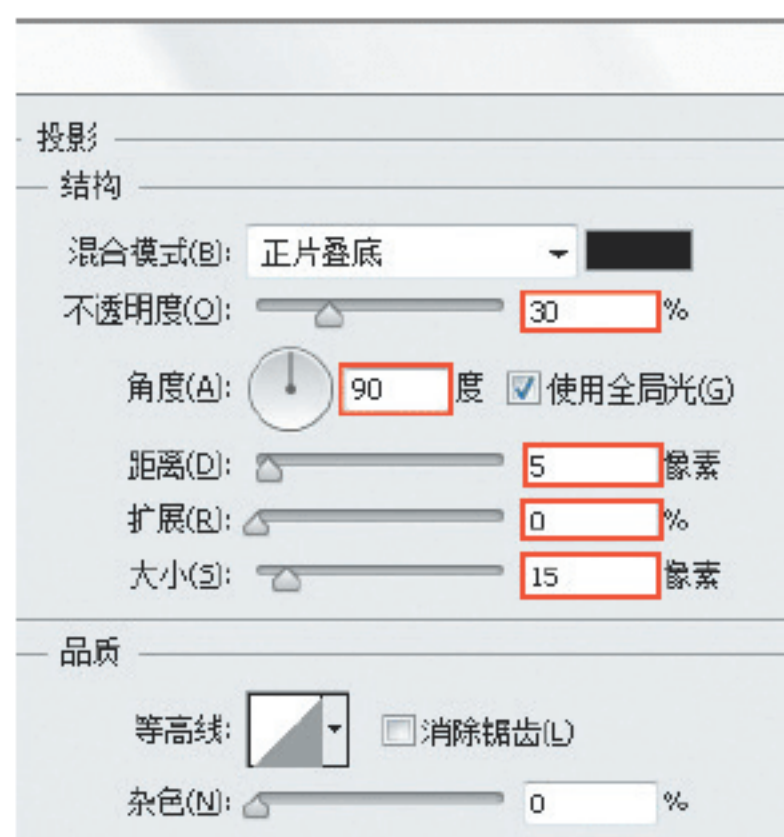 投影
结构
混合模式(B): 正片叠底
不透明度(O): 30 %
角度(A): 90 度 使用全局光(G)
距离(D): 5 像素
扩展(R): 0 %
大小(S): 15 像素
品质
等高线: 消除锯齿(L)
杂色(N): 0 %